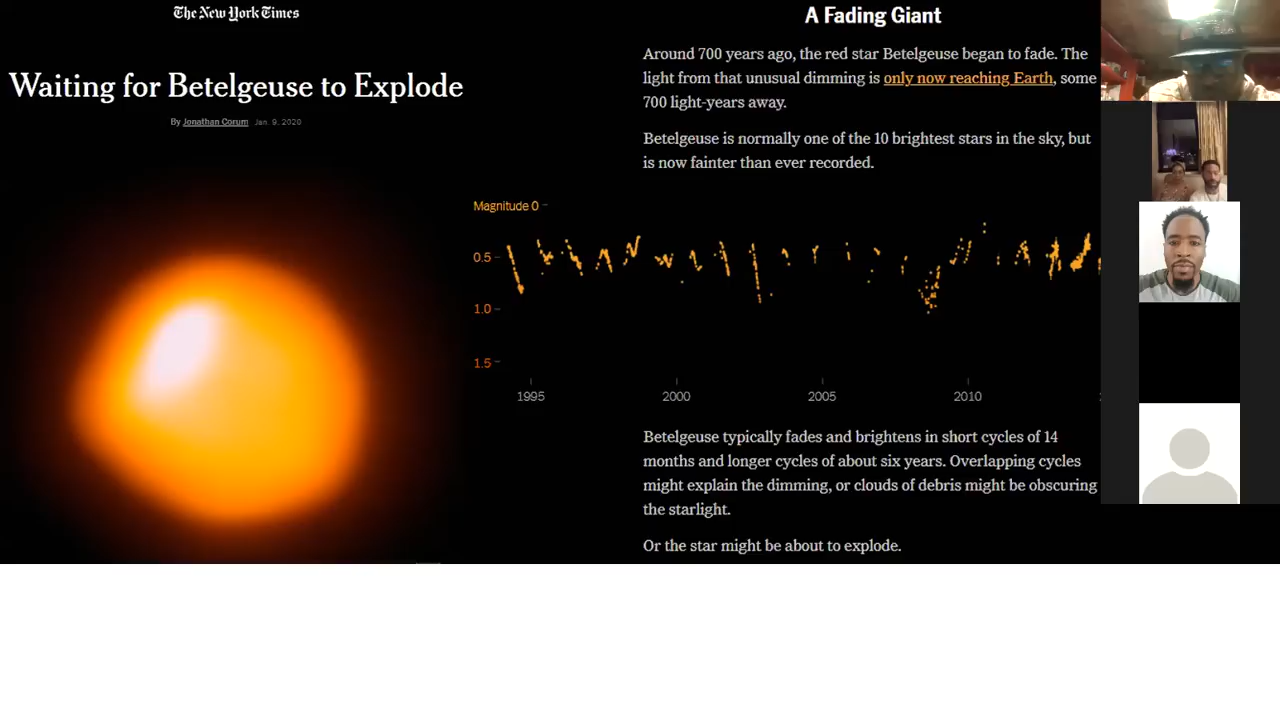 The New York Times
Waiting for Betelgeuse to Explode
By Jonathan Corum Jan. 9, 2020
A Fading Giant
Around 700 years ago, the red star Betelgeuse began to fade. The
light from that unusual dimming is only now reaching Earth, some
700 light-years away.
Betelgeuse is normally one of the 10 brightest stars in the sky, but
is now fainter than ever recorded.
Magnitude 0
0.5
1.0
1.5
1995 2000 2005 2010
Betelgeuse typically fades and brightens in short cycles of 14
months and longer cycles of about six years. Overlapping cycles
might explain the dimming, or clouds of debris might be obscuring
the starlight.
Or the star might be about to explode.